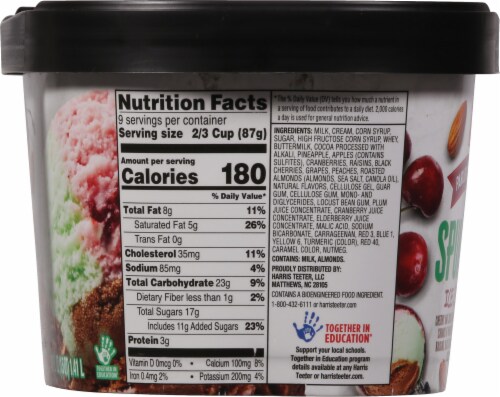 Nutrition Facts
9 servings per container
Serving size 2/3 Cup (87g)
Amount per serving
Calories 180
% Daily Value*
Total Fat 8g 11%
Saturated Fat 5g 26%
Trans Fat 0g
Cholesterol 35mg 11%
Sodium 85mg 4%
Total Carbohydrate 23g 9%
Dietary Fiber less than 1g 2%
Total Sugars 17g
Includes 11g Added Sugars 23%
Protein 3g
Vitamin D 0mcg 0% • Calcium 100mg 8%
Iron 0.4mg 2% • Potassium 200mg 4%
* The % Daily Value (DV) tells you how much a nutrient in
a serving of food contributes to a daily diet. 2,000 calories
a day is used for general nutrition advice.
INGREDIENTS: MILK, CREAM, CORN SYRUP,
SUGAR, HIGH FRUCTOSE CORN SYRUP, WHEY,
BUTTERMILK, COCOA PROCESSED WITH
ALKALI, PINEAPPLE, APPLES (CONTAINS
SULFITES), CRANBERRIES, RAISINS, BLACK
CHERRIES, GRAPES, PEACHES, ROASTED
ALMONDS (ALMONDS, SEA SALT, CANOLA OIL),
NATURAL FLAVORS, CELLULOSE GEL, GUAR
GUM, CELLULOSE GUM, MONO- AND
DIGLYCERIDES, LOCUST BEAN GUM, PLUM
JUICE CONCENTRATE, CRANBERRY JUICE
CONCENTRATE, ELDERBERRY JUICE
CONCENTRATE, MALIC ACID, SODIUM
BICARBONATE, CARRAGEENAN, RED 3, BLUE 1,
YELLOW 6, TURMERIC (COLOR), RED 40,
CARAMEL COLOR, NUTMEG.
CONTAINS: MILK, ALMONDS.
PROUDLY DISTRIBUTED BY:
HARRIS TEETER, LLC
MATTHEWS, NC 28105
CONTAINS A BIOENGINEERED FOOD INGREDIENT.
1-800-432-6111 or harristeeter.com
TOGETHER IN
EDUCATION®
Support your local schools.
Together in Education program
details available at any Harris
Teeter or harristeeter.com.
TOGETHER IN
EDUCATION
SP